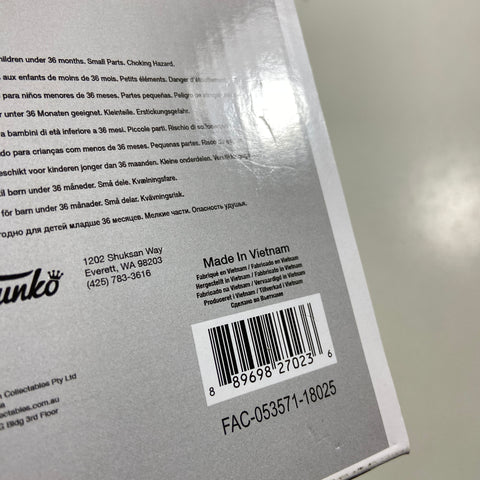 children under 36 months. Small Parts. Choking Hazard.
aux enfants de moins de 36 mois. Petits éléments. Danger d'étouffement
para niños menores de 36 meses. Partes pequeñas. Peligro de
unter 36 Monaten geeignet. Kleinteile. Erstickungsgefahr.
bambini di età inferiore a 36 mesi. Piccole parti. Rischio di
para crianças com menos de 36 meses. Pequenas partes. Risco de
geschikt voor kinderen jonger dan 36 maanden. Kleine onderdelen.
til børn under 36 måneder. Små dele. Kvælningsfare.
för barn under 36 månader. Små delar. Kvävningsrisk.
для детей младше 36 месяцев. Мелкие части. Опасность удушья.
Funko
1202 Shuksan Way
Everett, WA 98203
(425) 783-3616
Made In Vietnam
Fabriqué en Vietnam / Fabricado en Vietnam
Hergestellt in Vietnam / Fabbricato in Vietnam
Fabricado na Vietnam / Vervaardigd in Vietnam
Produceret i Vietnam / Tillverkad i Vietnam
Сделано во Вьетнаме
8 89698 27023 6
FAC-053571-18025
Collectables Pty Ltd
Bldg 3rd Floor